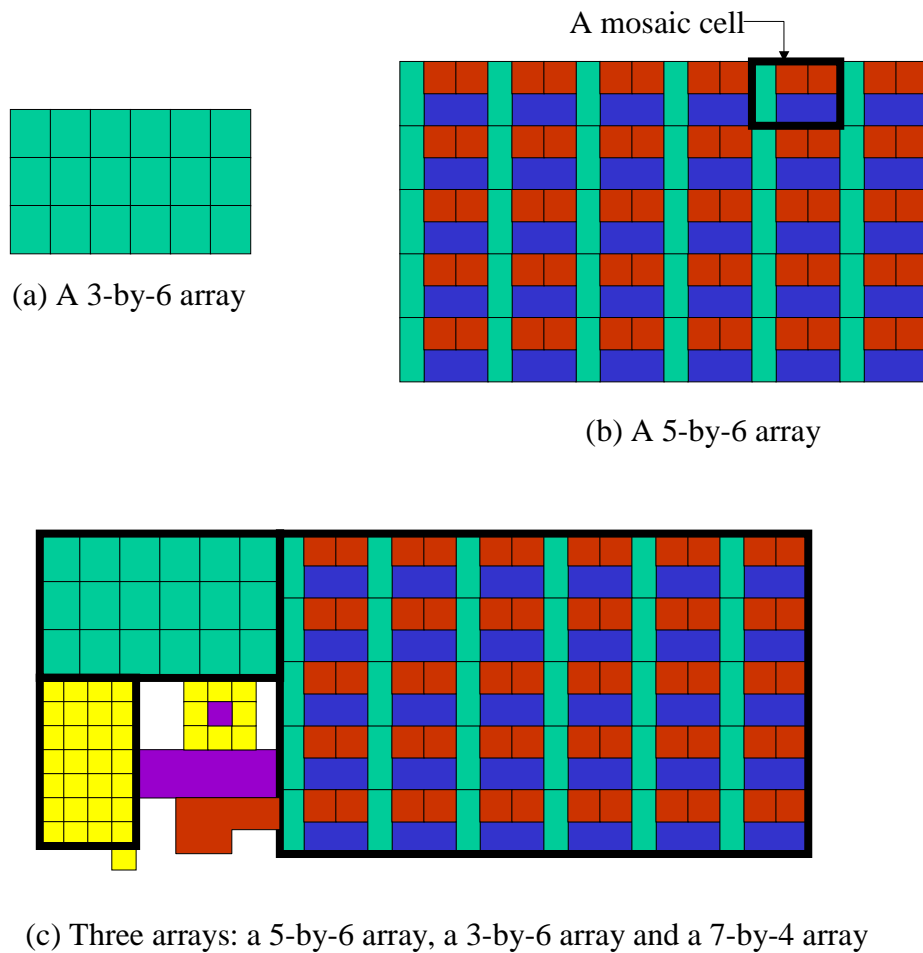 A mosaic cell
(a) A 3-by-6 array
(b) A 5-by-6 array
(c) Three arrays: a 5-by-6 array, a 3-by-6 array and a 7-by-4 array